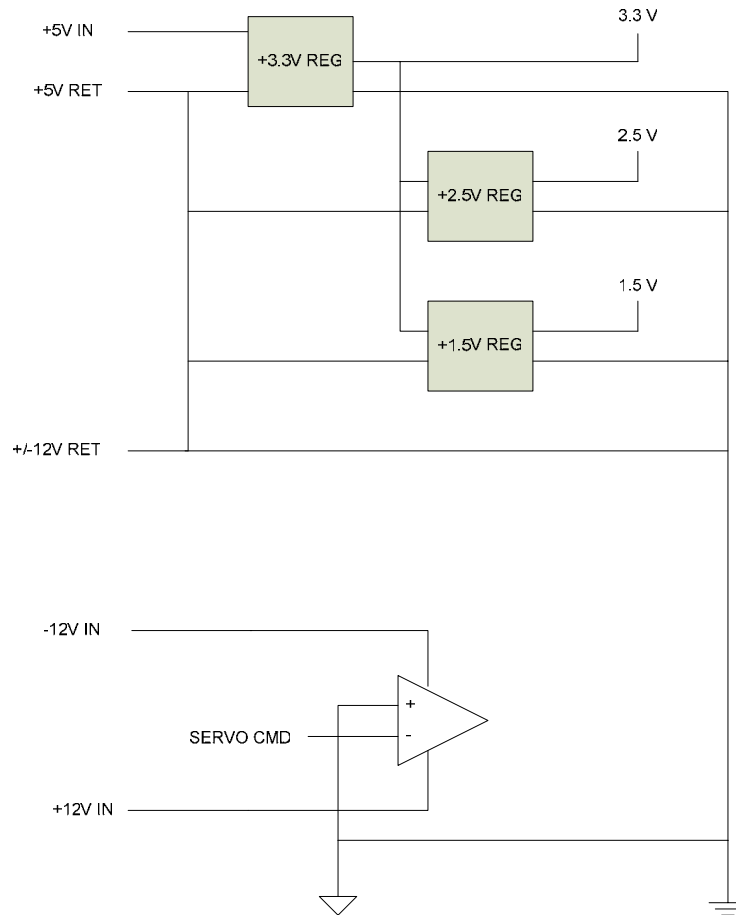 3.3 V
+5V IN
+3.3V REG
+5V RET
2.5 V
+2.5V REG
1.5 V
+1.5V REG
+/-12V RET
-12V IN
+
SERVO CMD
-
+12V IN